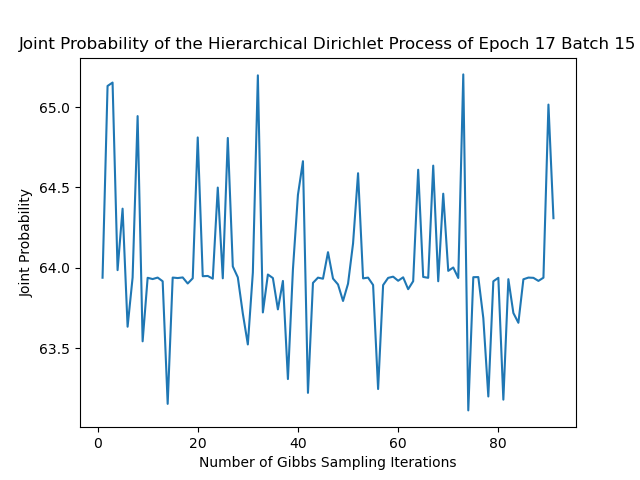 Joint Probability of the Hierarchical Dirichlet Process of Epoch 17 Batch 15
65.0
64.5
64.0
63.5
Joint Probability
0 20 40 60 80
Number of Gibbs Sampling Iterations